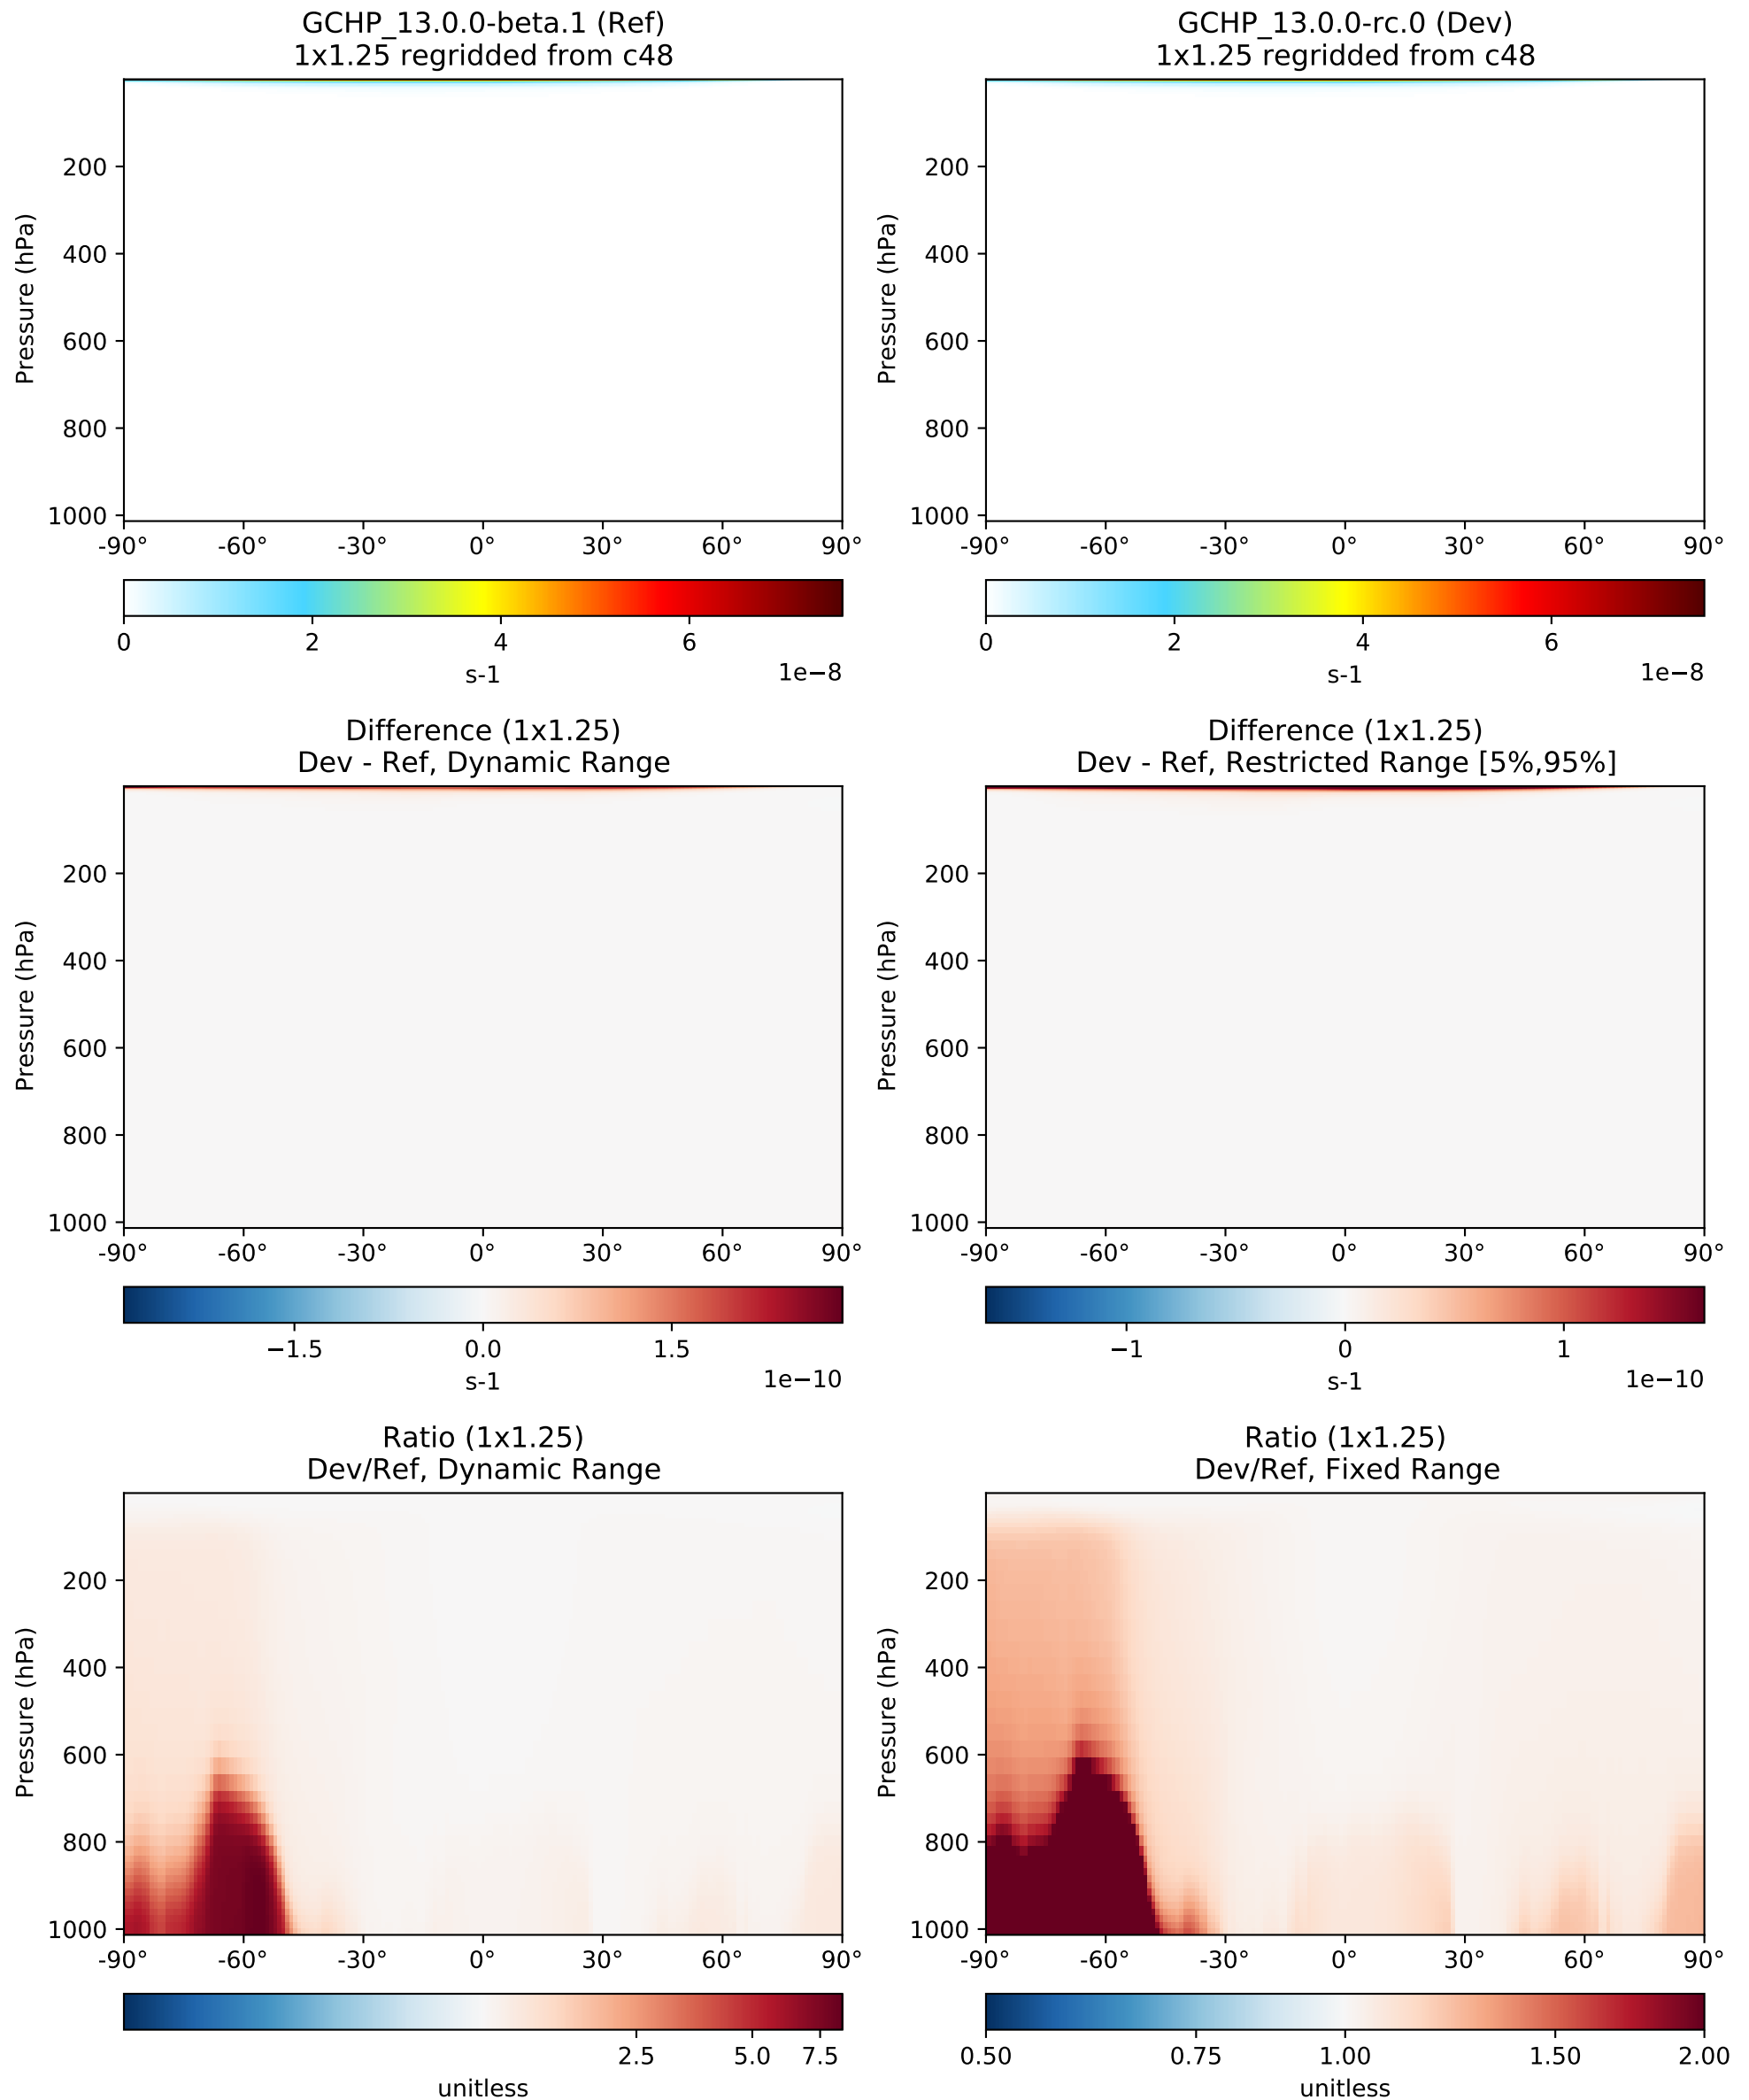 GCHP_13.0.0-beta.1 (Ref)
1x1.25 regridded from c48
GCHP_13.0.0-rc.0 (Dev)
1x1.25 regridded from c48
Pressure (hPa)
200
400
600
800
1000
-90° -60° -30° 0° 30° 60° 90°
0 2 4 6
s-1
1e−8
Pressure (hPa)
200
400
600
800
1000
-90° -60° -30° 0° 30° 60° 90°
0 2 4 6
s-1
1e−8
Difference (1x1.25)
Dev - Ref, Dynamic Range
Difference (1x1.25)
Dev - Ref, Restricted Range [5%,95%]
Pressure (hPa)
200
400
600
800
1000
-90° -60° -30° 0° 30° 60° 90°
−1.5 0.0 1.5
s-1
1e−10
Pressure (hPa)
200
400
600
800
1000
-90° -60° -30° 0° 30° 60° 90°
−1 0 1
s-1
1e−10
Ratio (1x1.25)
Dev/Ref, Dynamic Range
Ratio (1x1.25)
Dev/Ref, Fixed Range
Pressure (hPa)
200
400
600
800
1000
-90° -60° -30° 0° 30° 60° 90°
2.5 5.0 7.5
unitless
Pressure (hPa)
200
400
600
800
1000
-90° -60° -30° 0° 30° 60° 90°
0.50 0.75 1.00 1.50 2.00
unitless